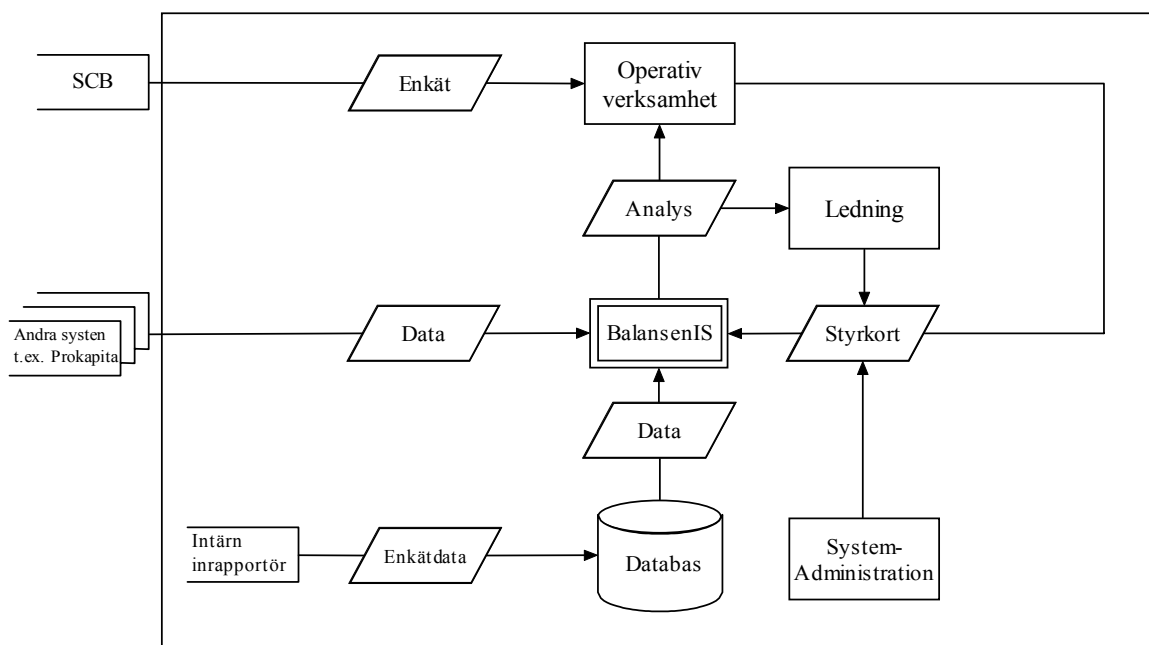 SCB
Enkät
Operativ
verksamhet
Analys
Ledning
Andra systen
t.ex. Prokapita
Data
BalansenIS
Styrkort
Data
Intärn
inrapportör
Enkätdata
Databas
System-
Administration